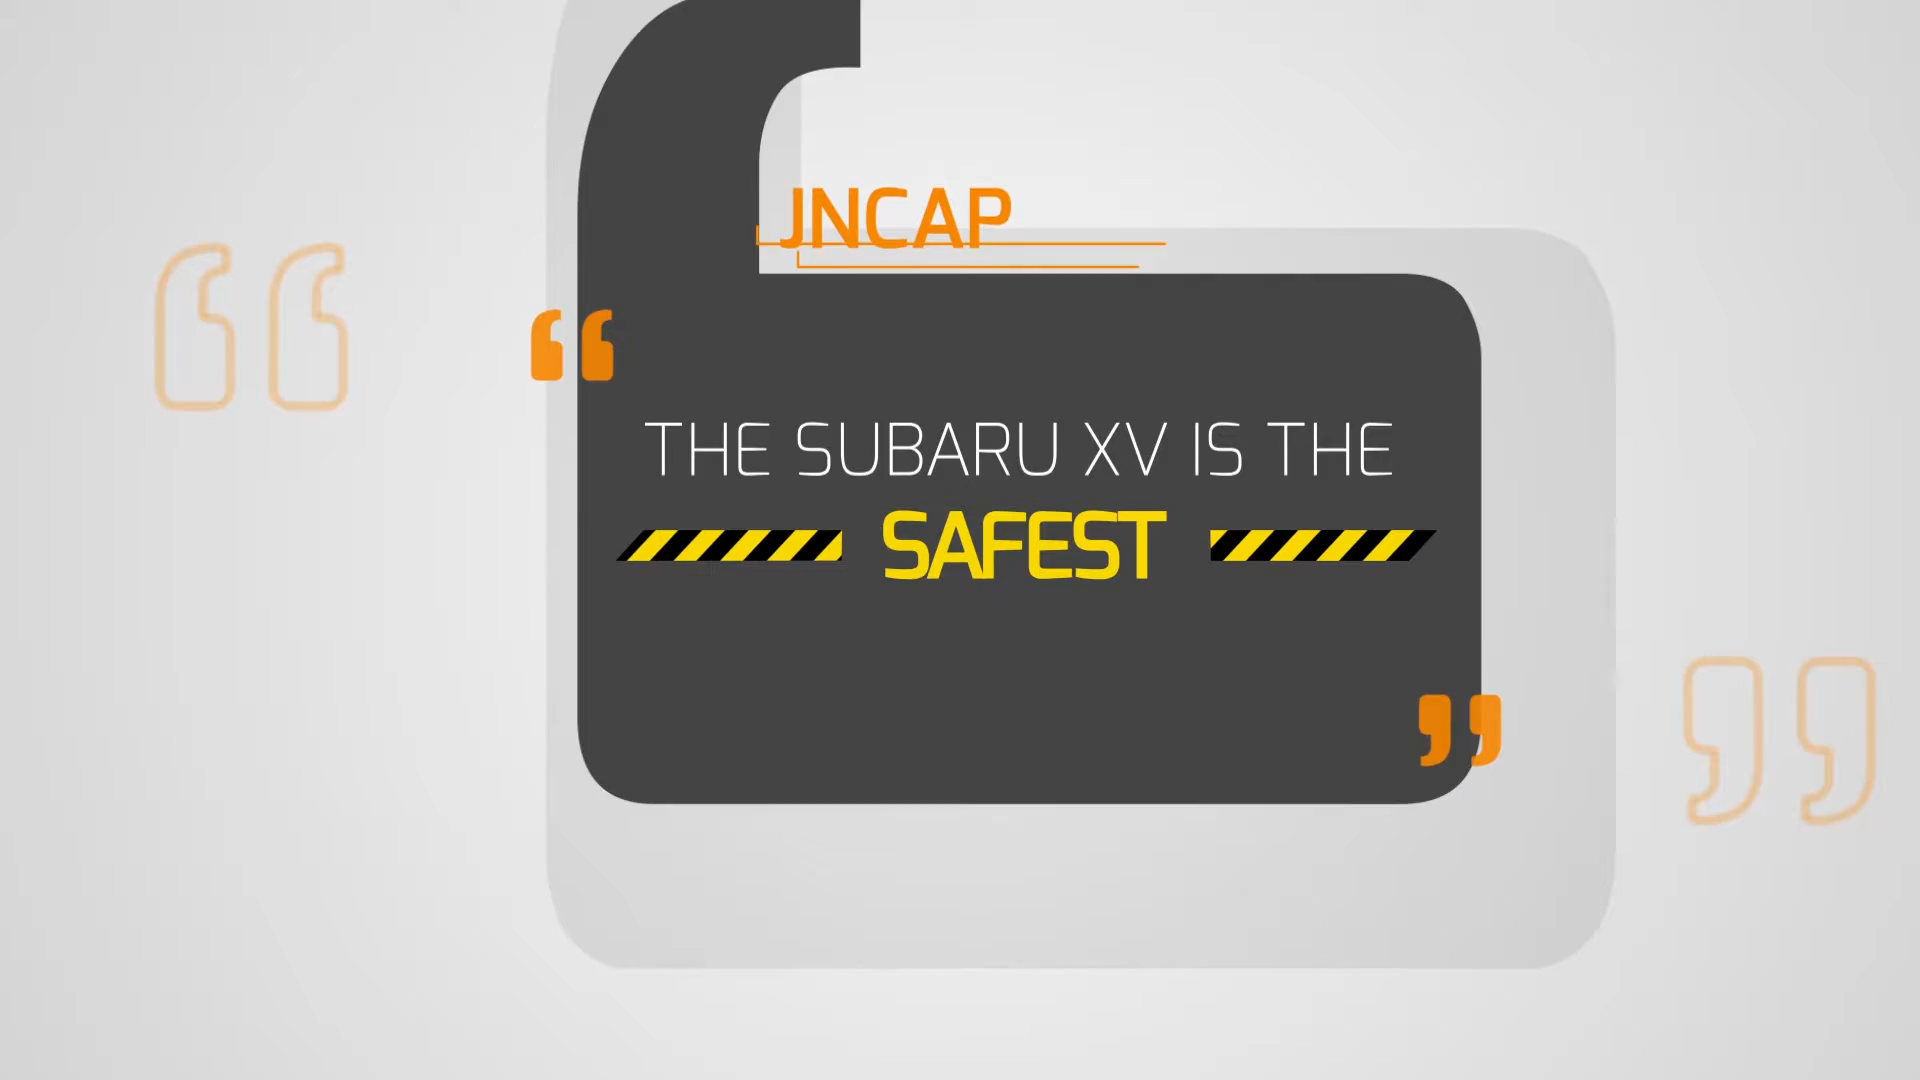 JNCAP
“
THE SUBARU XV IS THE
SAFEST
”